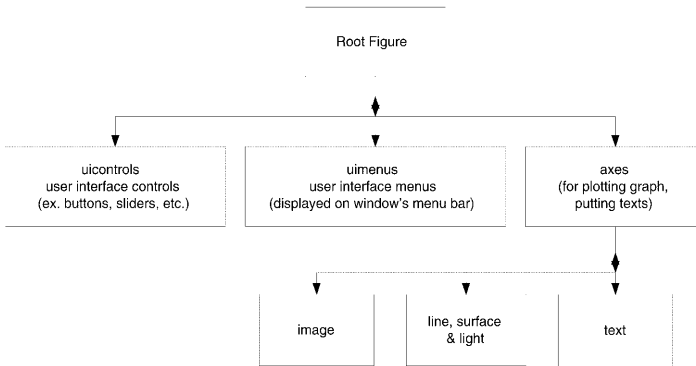 Root Figure
uicontrols
user interface controls
(ex. buttons, sliders, etc.)
uimenus
user interface menus
(displayed on window's menu bar)
axes
(for plotting graph,
putting texts)
image
line, surface
& light
text